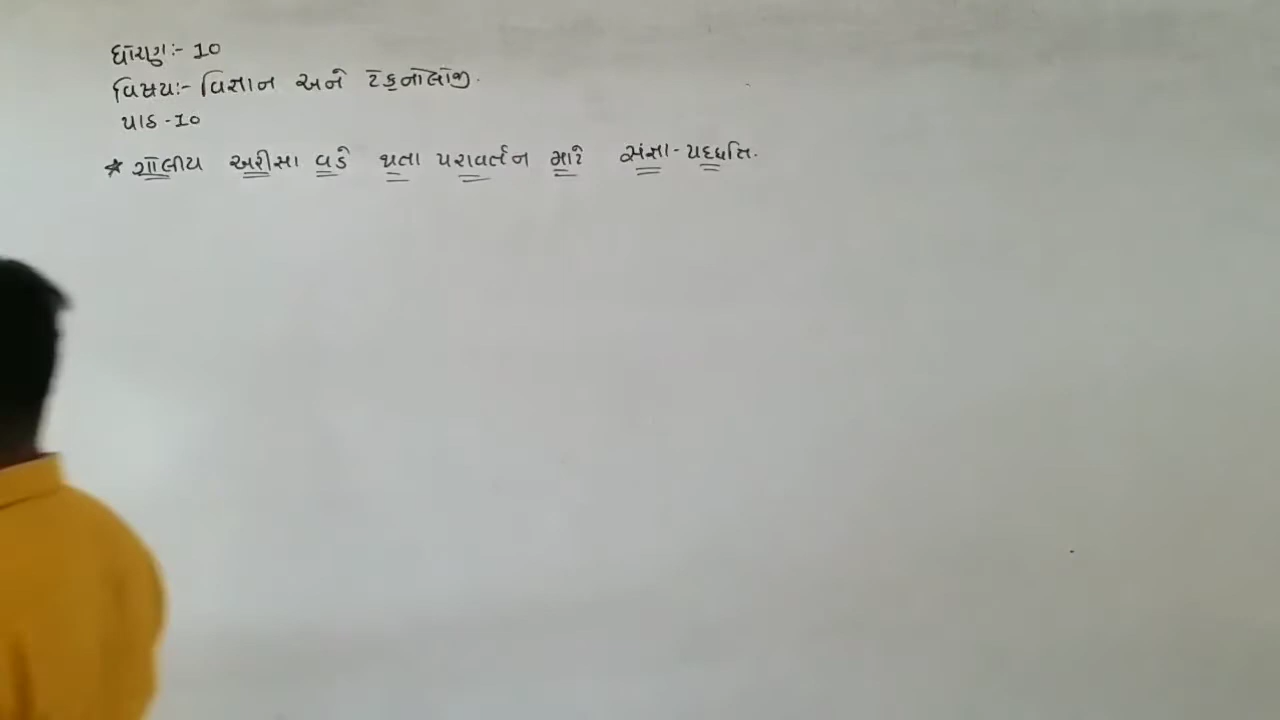 ધોરણ:- 10
વિષય:- વિજ્ઞાન અને ટેકનોલોજી.
પાઠ -10
* ગોલીય અરીસા વડે થતા પરાવર્તન માટે સંજ્ઞા-પદ્ધતિ.